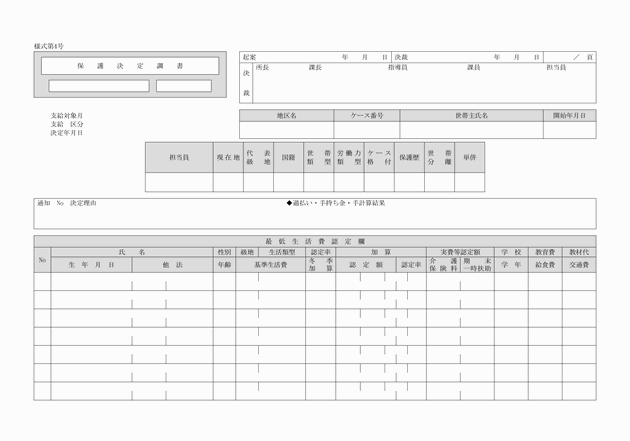 様式第4号
保護決定調書
起案 年 月 日 決裁 年 月 日 ／ 頁
決裁 所長 課長 指導員 課員 担当員
支給対象月
支給 区分
決定年月日
地区名 ケース番号 世帯主氏名 開始年月日
担当員 現在地 代表級地 国籍 世帯類型 労働力類型 ケース格付 保護歴 世帯分離 単併
通知 No 決定理由 ◆過払い・手持ち金・手計算結果
最低生活費認定欄
No 氏名 性別 級地 生活類型 認定率 加算 実費等認定額 学校 教育費 教材代
生年月日 他法 年齢 基準生活費 冬季加算 認定額 認定率 介護保険料 期末一時扶助 学年 給食費 交通費